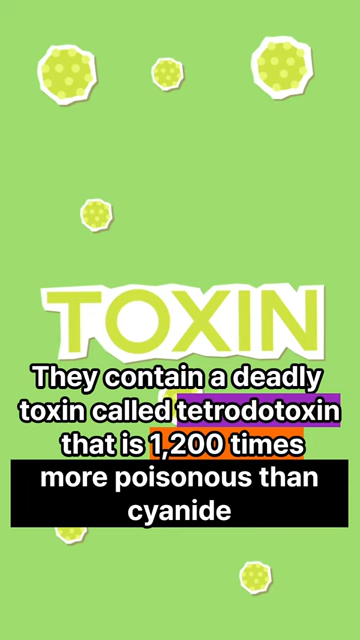 TOXIN
They contain a deadly
toxin called tetrodotoxin
that is 1,200 times
more poisonous than
cyanide